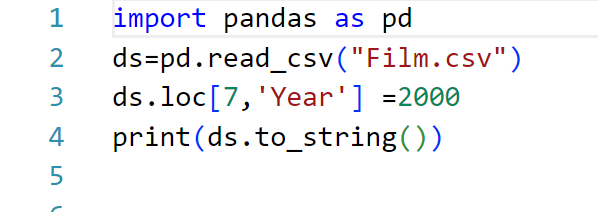 1 import pandas as pd
2 ds=pd.read_csv("Film.csv")
3 ds.loc[7,'Year'] =2000
4 print(ds.to_string())
5